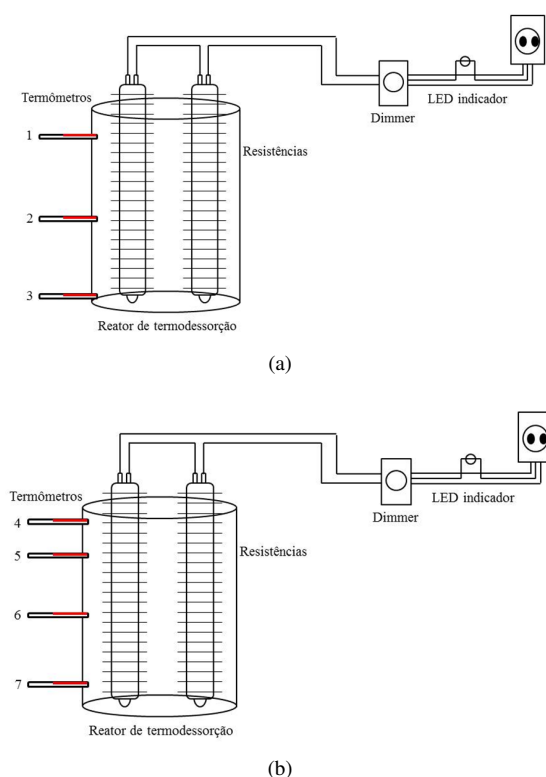 Termômetros
1
2
3
Resistências
LED indicador
Dimmer
Reator de termodessorção
(a)
Termômetros
4
5
6
7
Resistências
LED indicador
Dimmer
Reator de termodessorção
(b)